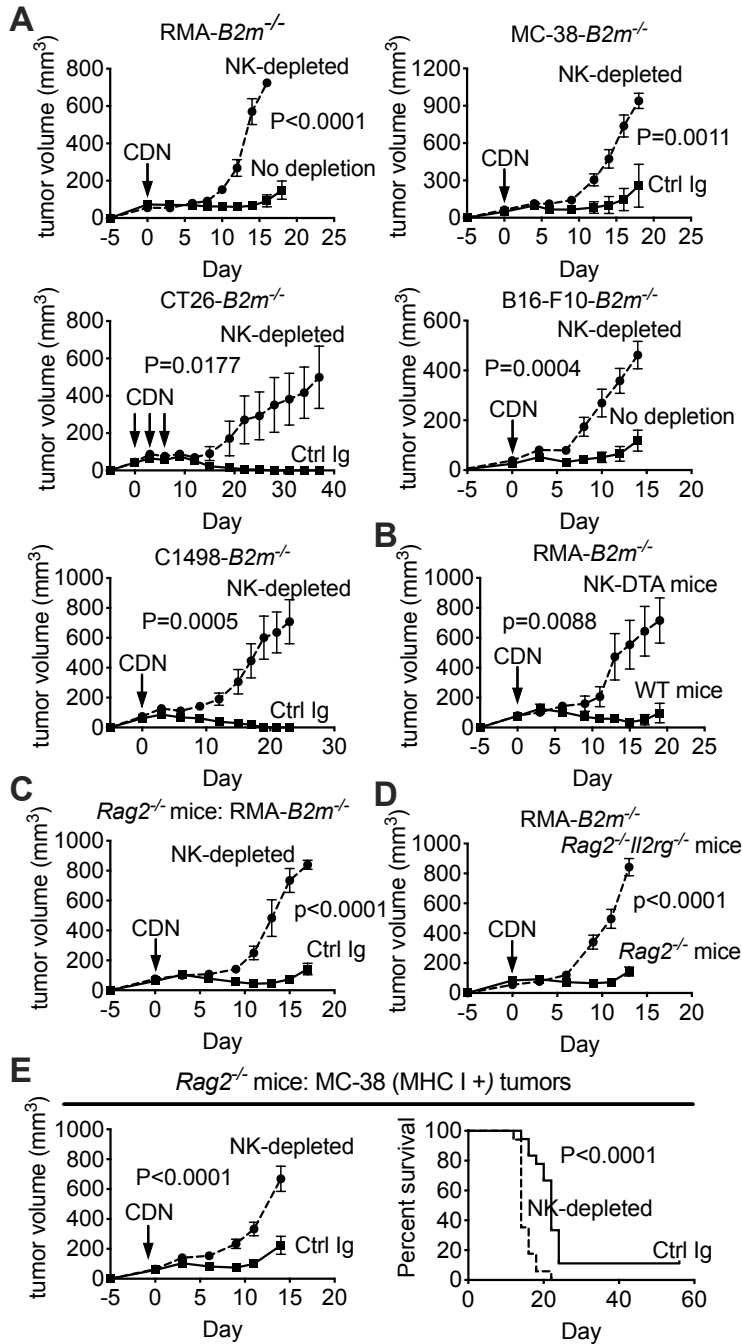 A
RMA-B2m-/-
tumor volume (mm3)
800
600
400
200
0
-5 0 5 10 15 20 25
Day
CDN
NK-depleted
P<0.0001
No depletion
MC-38-B2m-/-
tumor volume (mm3)
1200
900
600
300
0
-5 0 5 10 15 20 25
Day
CDN
NK-depleted
P=0.0011
Ctrl Ig
CT26-B2m-/-
tumor volume (mm3)
800
600
400
200
0
0 10 20 30 40
Day
P=0.0177
CDN
NK-depleted
Ctrl Ig
B16-F10-B2m-/-
tumor volume (mm3)
600
400
200
0
-5 0 5 10 15 20
Day
NK-depleted
P=0.0004
CDN
No depletion
C1498-B2m-/-
tumor volume (mm3)
1000
800
600
400
200
0
0 10 20 30
Day
NK-depleted
P=0.0005
CDN
Ctrl Ig
B
RMA-B2m-/-
tumor volume (mm3)
1000
800
600
400
200
0
-5 0 5 10 15 20 25
Day
NK-DTA mice
p=0.0088
CDN
WT mice
C
Rag2-/- mice: RMA-B2m-/-
tumor volume (mm3)
1000
800
600
400
200
0
-5 0 5 10 15 20
Day
NK-depleted
p<0.0001
CDN
Ctrl Ig
D
RMA-B2m-/-
Rag2-/-Il2rg-/- mice
tumor volume (mm3)
1000
800
600
400
200
0
-5 0 5 10 15 20
Day
p<0.0001
CDN
Rag2-/- mice
E
Rag2-/- mice: MC-38 (MHC I +) tumors
tumor volume (mm3)
1000
800
600
400
200
0
-5 0 5 10 15 20
Day
NK-depleted
P<0.0001
CDN
Ctrl Ig
Percent survival
100
80
60
40
20
0
0 20 40 60
Day
P<0.0001
NK-depleted
Ctrl Ig